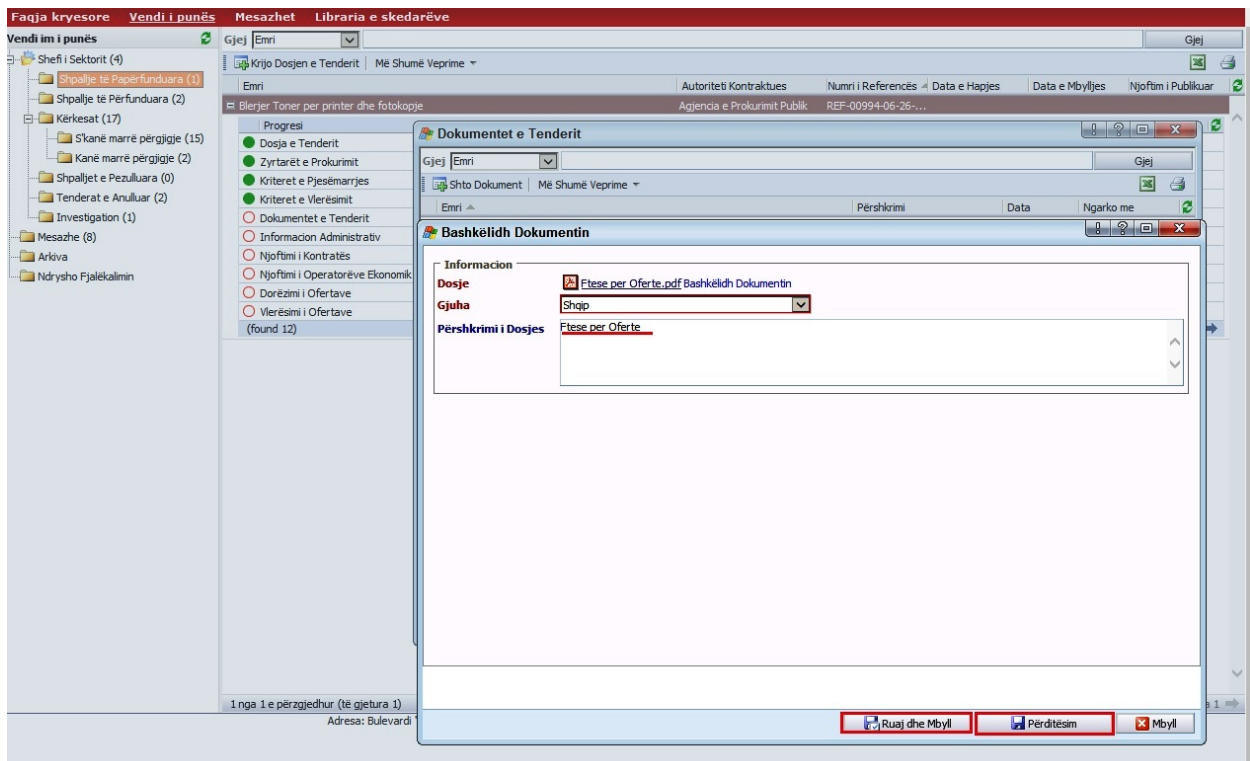 Faqja kryesore Vendi i punës Mesazhet Libraria e skedarëve
Vendi im i punës
Gjej Emri Gjej
Shefi i Sektorit (4)
Krijo Dosjen e Tenderit Më Shumë Veprime
Shpallje të Papërfunduara (1)
Emri Autoriteti Kontraktues Numri i Referencës Data e Hapjes Data e Mbylljes Njoftim i Publikuar
Shpallje të Përfunduara (2)
Blerjer Toner per printer dhe fotokopje Agjencia e Prokurimit Publik REF-00994-06-26-...
Kërkesat (17)
S'kanë marrë përgjigje (15)
Kanë marrë përgjigje (2)
Shpalljet e Pezulluara (0)
Tenderat e Anulluar (2)
Investigation (1)
Mesazhe (8)
Arkiva
Ndrysho Fjalëkalimin
Progresi
Dosja e Tenderit
Zyrtarët e Prokurimit
Kriteret e Pjesëmarrjes
Kriteret e Vlerësimit
Dokumentet e Tenderit
Informacion Administrativ
Njoftimi i Kontratës
Njoftimi i Operatorëve Ekonomik
Dorëzimi i Ofertave
Vlerësimi i Ofertave
(found 12)
Dokumentet e Tenderit
Gjej Emri Gjej
Shto Dokument Më Shumë Veprime
Emri Përshkrimi Data Ngarko me
Bashkëlidh Dokumentin
Informacion
Dosje Ftese per Oferte.pdf Bashkëlidh Dokumentin
Gjuha Shqip
Përshkrimi i Dosjes Ftese per Oferte
1 nga 1 e përzgjedhur (të gjetura 1)
1
Adresa: Bulevardi
Ruaj dhe Mbyll Përditësim Mbyll